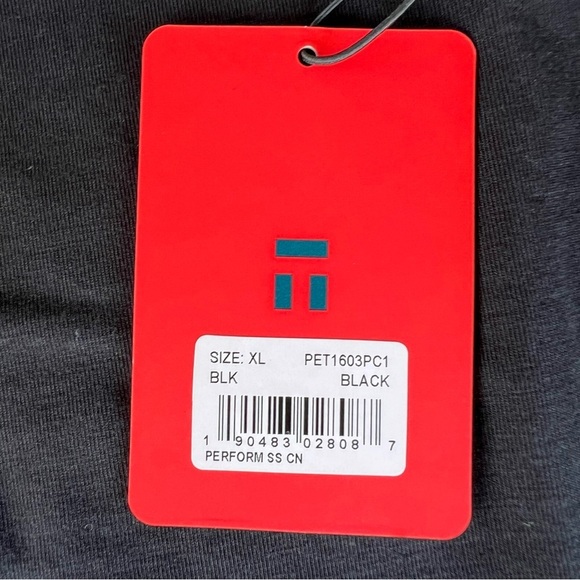 SIZE: XL PET1603PC1
BLK BLACK
1 90483 02808 7
PERFORM SS CN